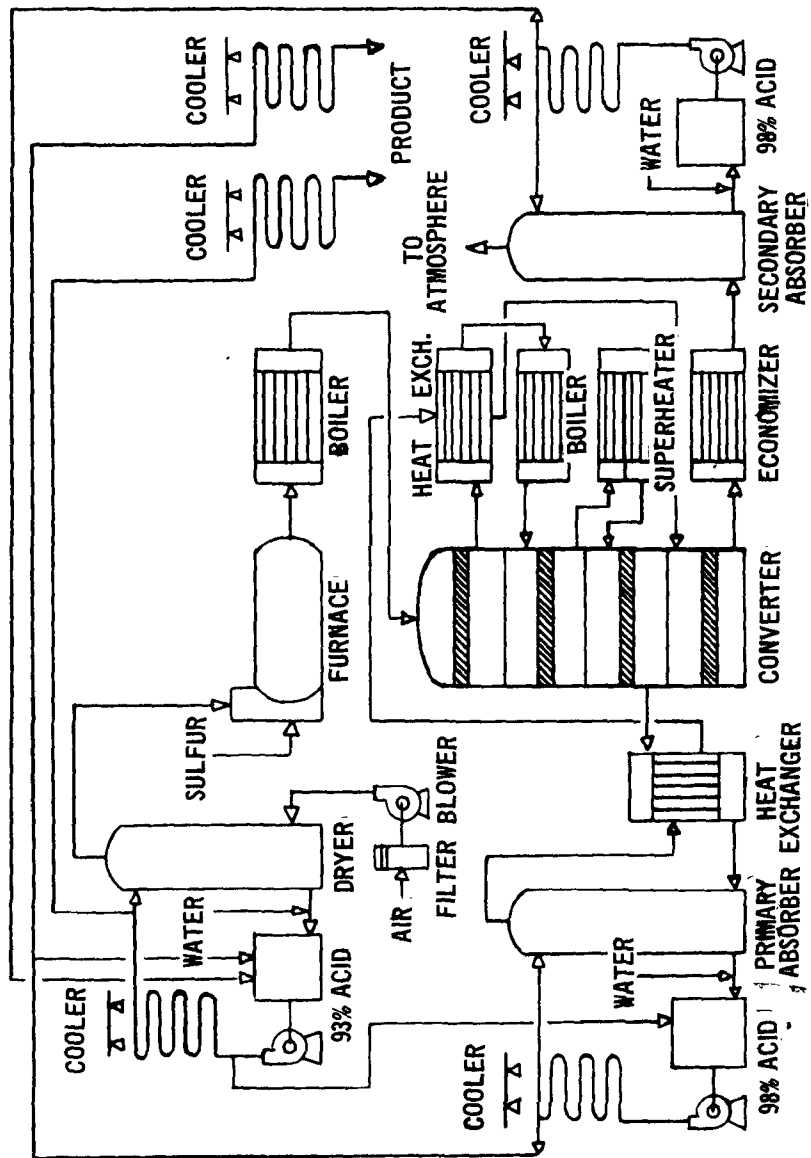 COOLER
COOLER
PRODUCT
COOLER
WATER
98% ACID
TO
ATMOSPHERE
SECONDARY
ABSORBER
BOILER
HEAT EXCH.
BOILER
SUPERHEATER
ECONOMIZER
SULFUR
FURNACE
CONVERTER
WATER
DRYER
AIR
FILTER
BLOWER
HEAT
EXCHANGER
COOLER
93% ACID
WATER
PRIMARY
ABSORBER
COOLER
98% ACID